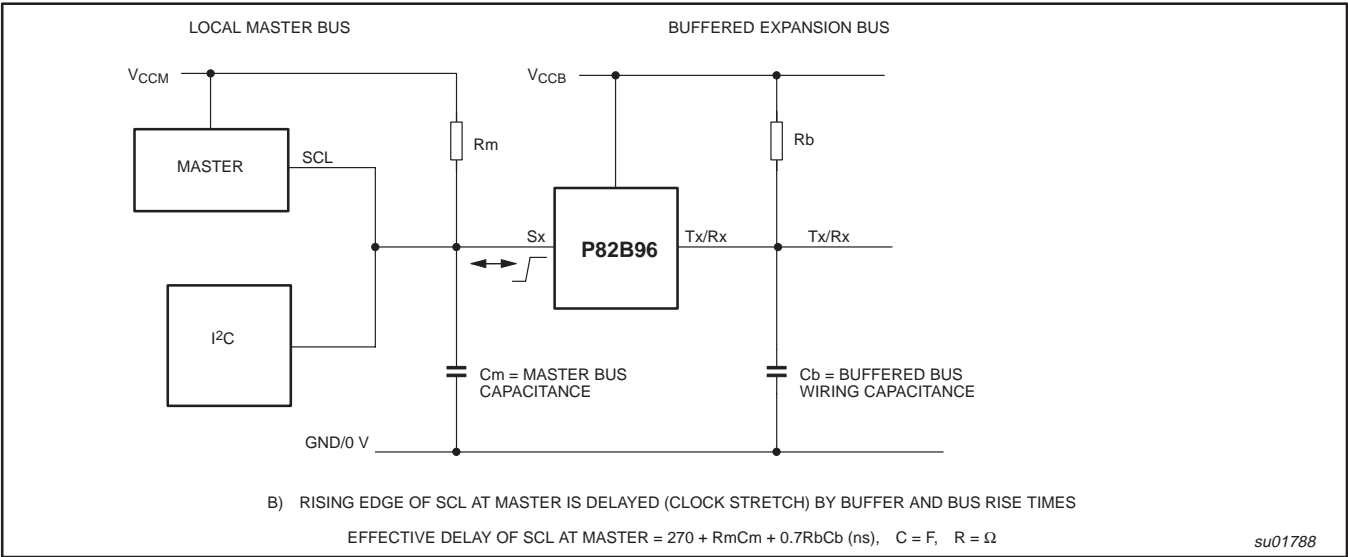 LOCAL MASTER BUS
BUFFERED EXPANSION BUS
VCCM
VCCB
MASTER
SCL
Rm
Rb
Sx
P82B96
Tx/Rx
Tx/Rx
I2C
Cm = MASTER BUS
CAPACITANCE
Cb = BUFFERED BUS
WIRING CAPACITANCE
GND/0 V
B) RISING EDGE OF SCL AT MASTER IS DELAYED (CLOCK STRETCH) BY BUFFER AND BUS RISE TIMES
EFFECTIVE DELAY OF SCL AT MASTER = 270 + RmCm + 0.7RbCb (ns), C = F, R = Ω
su01788